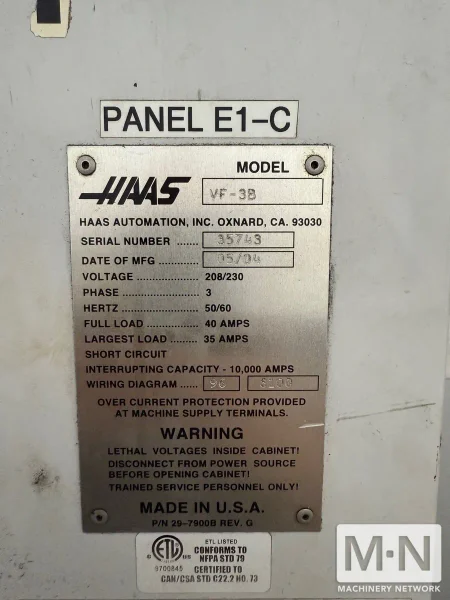 PANEL E1-C
MODEL
HAAS VF-3B
HAAS AUTOMATION, INC. OXNARD, CA. 93030
SERIAL NUMBER ...... 35743
DATE OF MFG ............ 05/04
VOLTAGE .................. 208/230
PHASE ...................... 3
HERTZ ...................... 50/60
FULL LOAD .............. 40 AMPS
LARGEST LOAD ........ 35 AMPS
SHORT CIRCUIT
INTERRUPTING CAPACITY - 10,000 AMPS
WIRING DIAGRAM ...... 96
OVER CURRENT PROTECTION PROVIDED
AT MACHINE SUPPLY TERMINALS.
WARNING
LETHAL VOLTAGES INSIDE CABINET!
DISCONNECT FROM POWER SOURCE
BEFORE OPENING CABINET!
TRAINED SERVICE PERSONNEL ONLY!
MADE IN U.S.A.
P/N 29-7900B REV. G
ETL LISTED
CONFORMS TO
NFPA STD 79
9700845
CERTIFIED TO
CAN/CSA STD C22.2 NO. 73
ETL
M·N
MACHINERY NETWORK